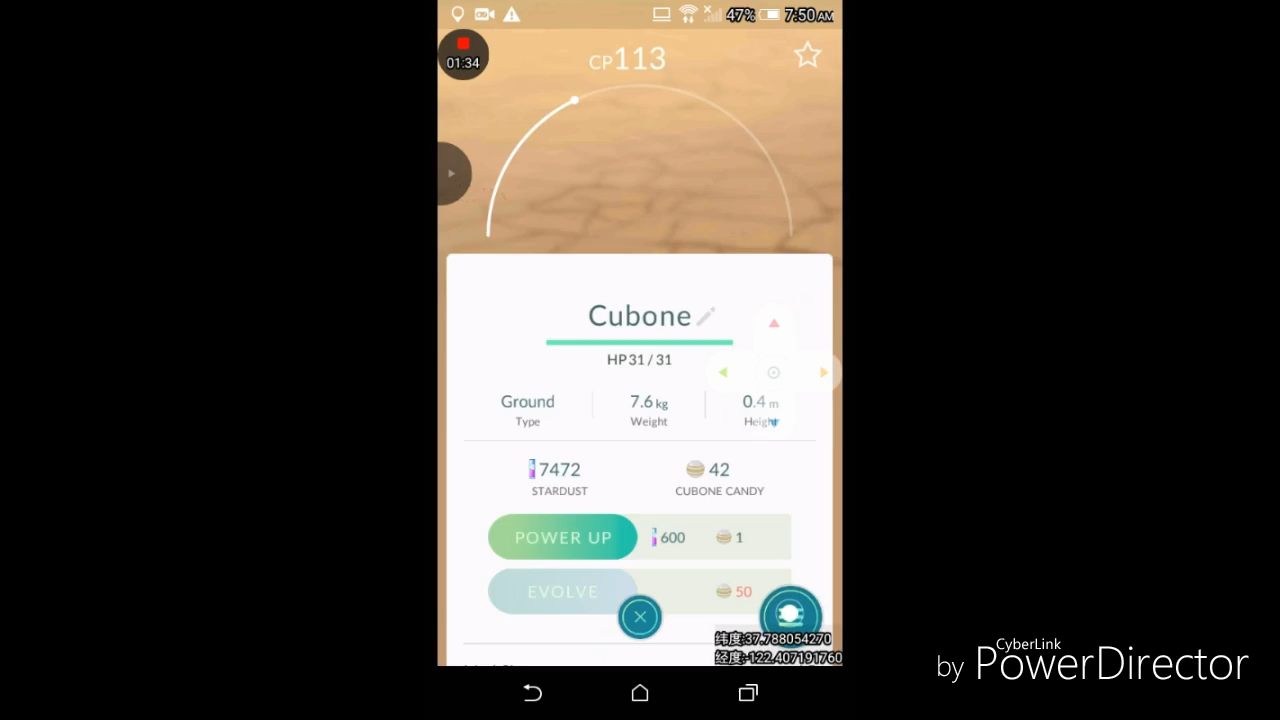 47% 7:50 AM
01:34
CP113
Cubone
HP 31 / 31
Ground 7.6 kg 0.4 m
Type Weight Height
7472 42
STARDUST CUBONE CANDY
POWER UP 600 1
EVOLVE 50
纬度:37.788054270
经度:-122.407191760
CyberLink
by PowerDirector